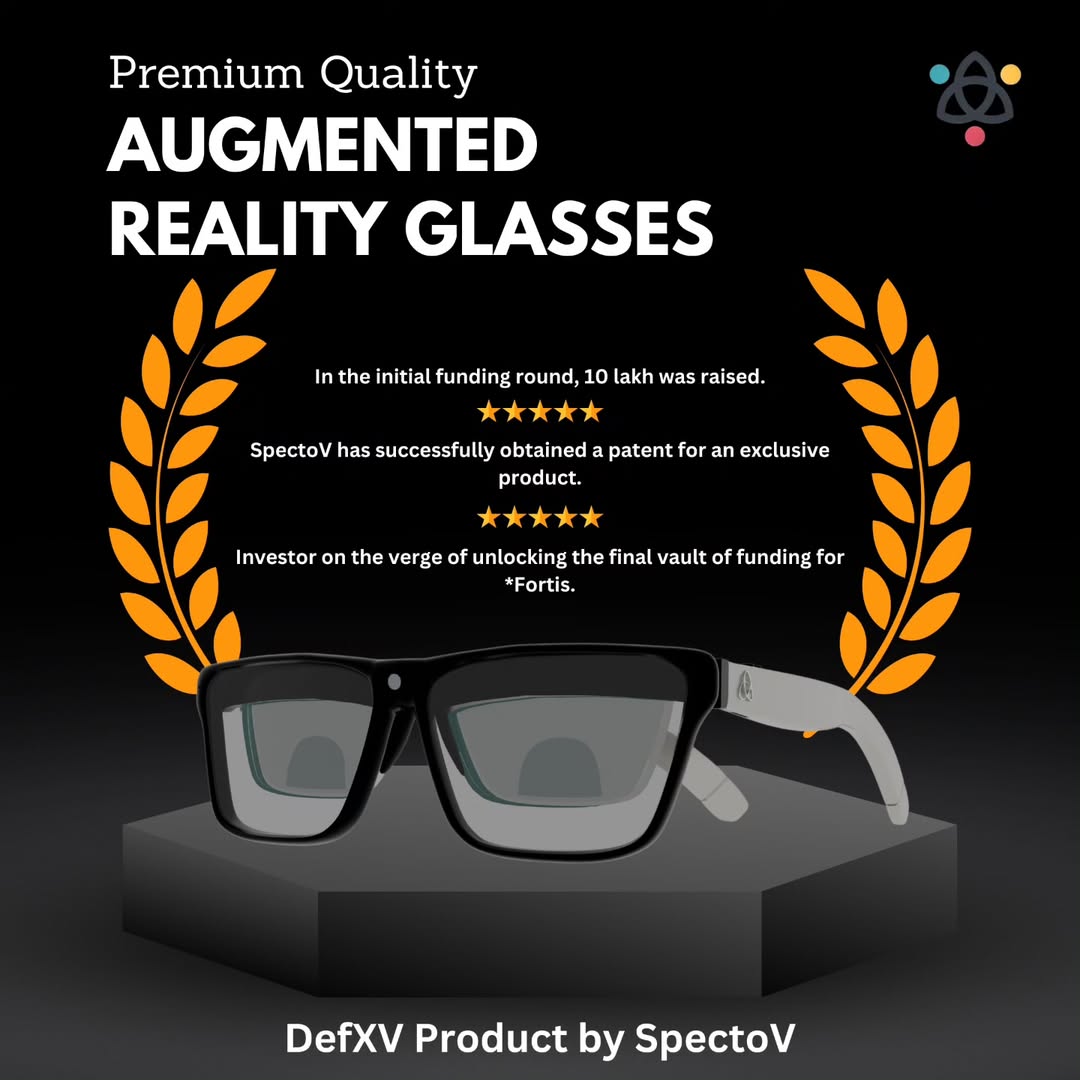 Premium Quality
AUGMENTED
REALITY GLASSES
In the initial funding round, 10 lakh was raised.
SpectoV has successfully obtained a patent for an exclusive
product.
Investor on the verge of unlocking the final vault of funding for
*Fortis.
DefXV Product by SpectoV